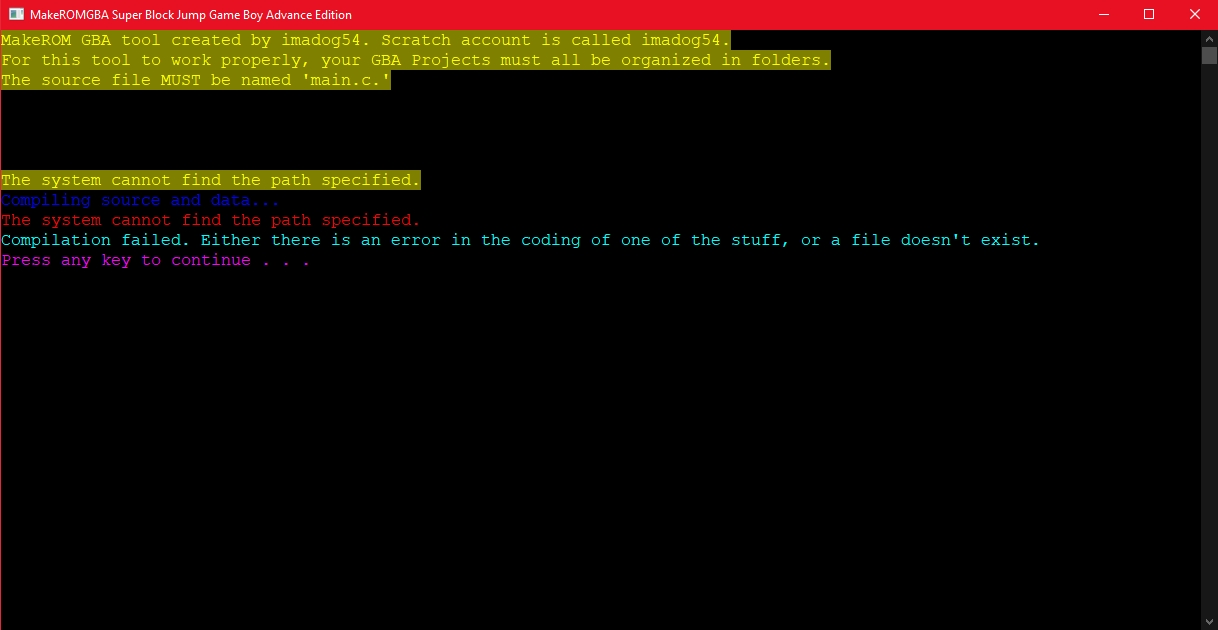 MakeROMGBA Super Block Jump Game Boy Advance Edition
MakeROM GBA tool created by imadog54. Scratch account is called imadog54.
For this tool to work properly, your GBA Projects must all be organized in folders.
The source file MUST be named 'main.c.'
The system cannot find the path specified.
Compiling source and data...
The system cannot find the path specified.
Compilation failed. Either there is an error in the coding of one of the stuff, or a file doesn't exist.
Press any key to continue . . .